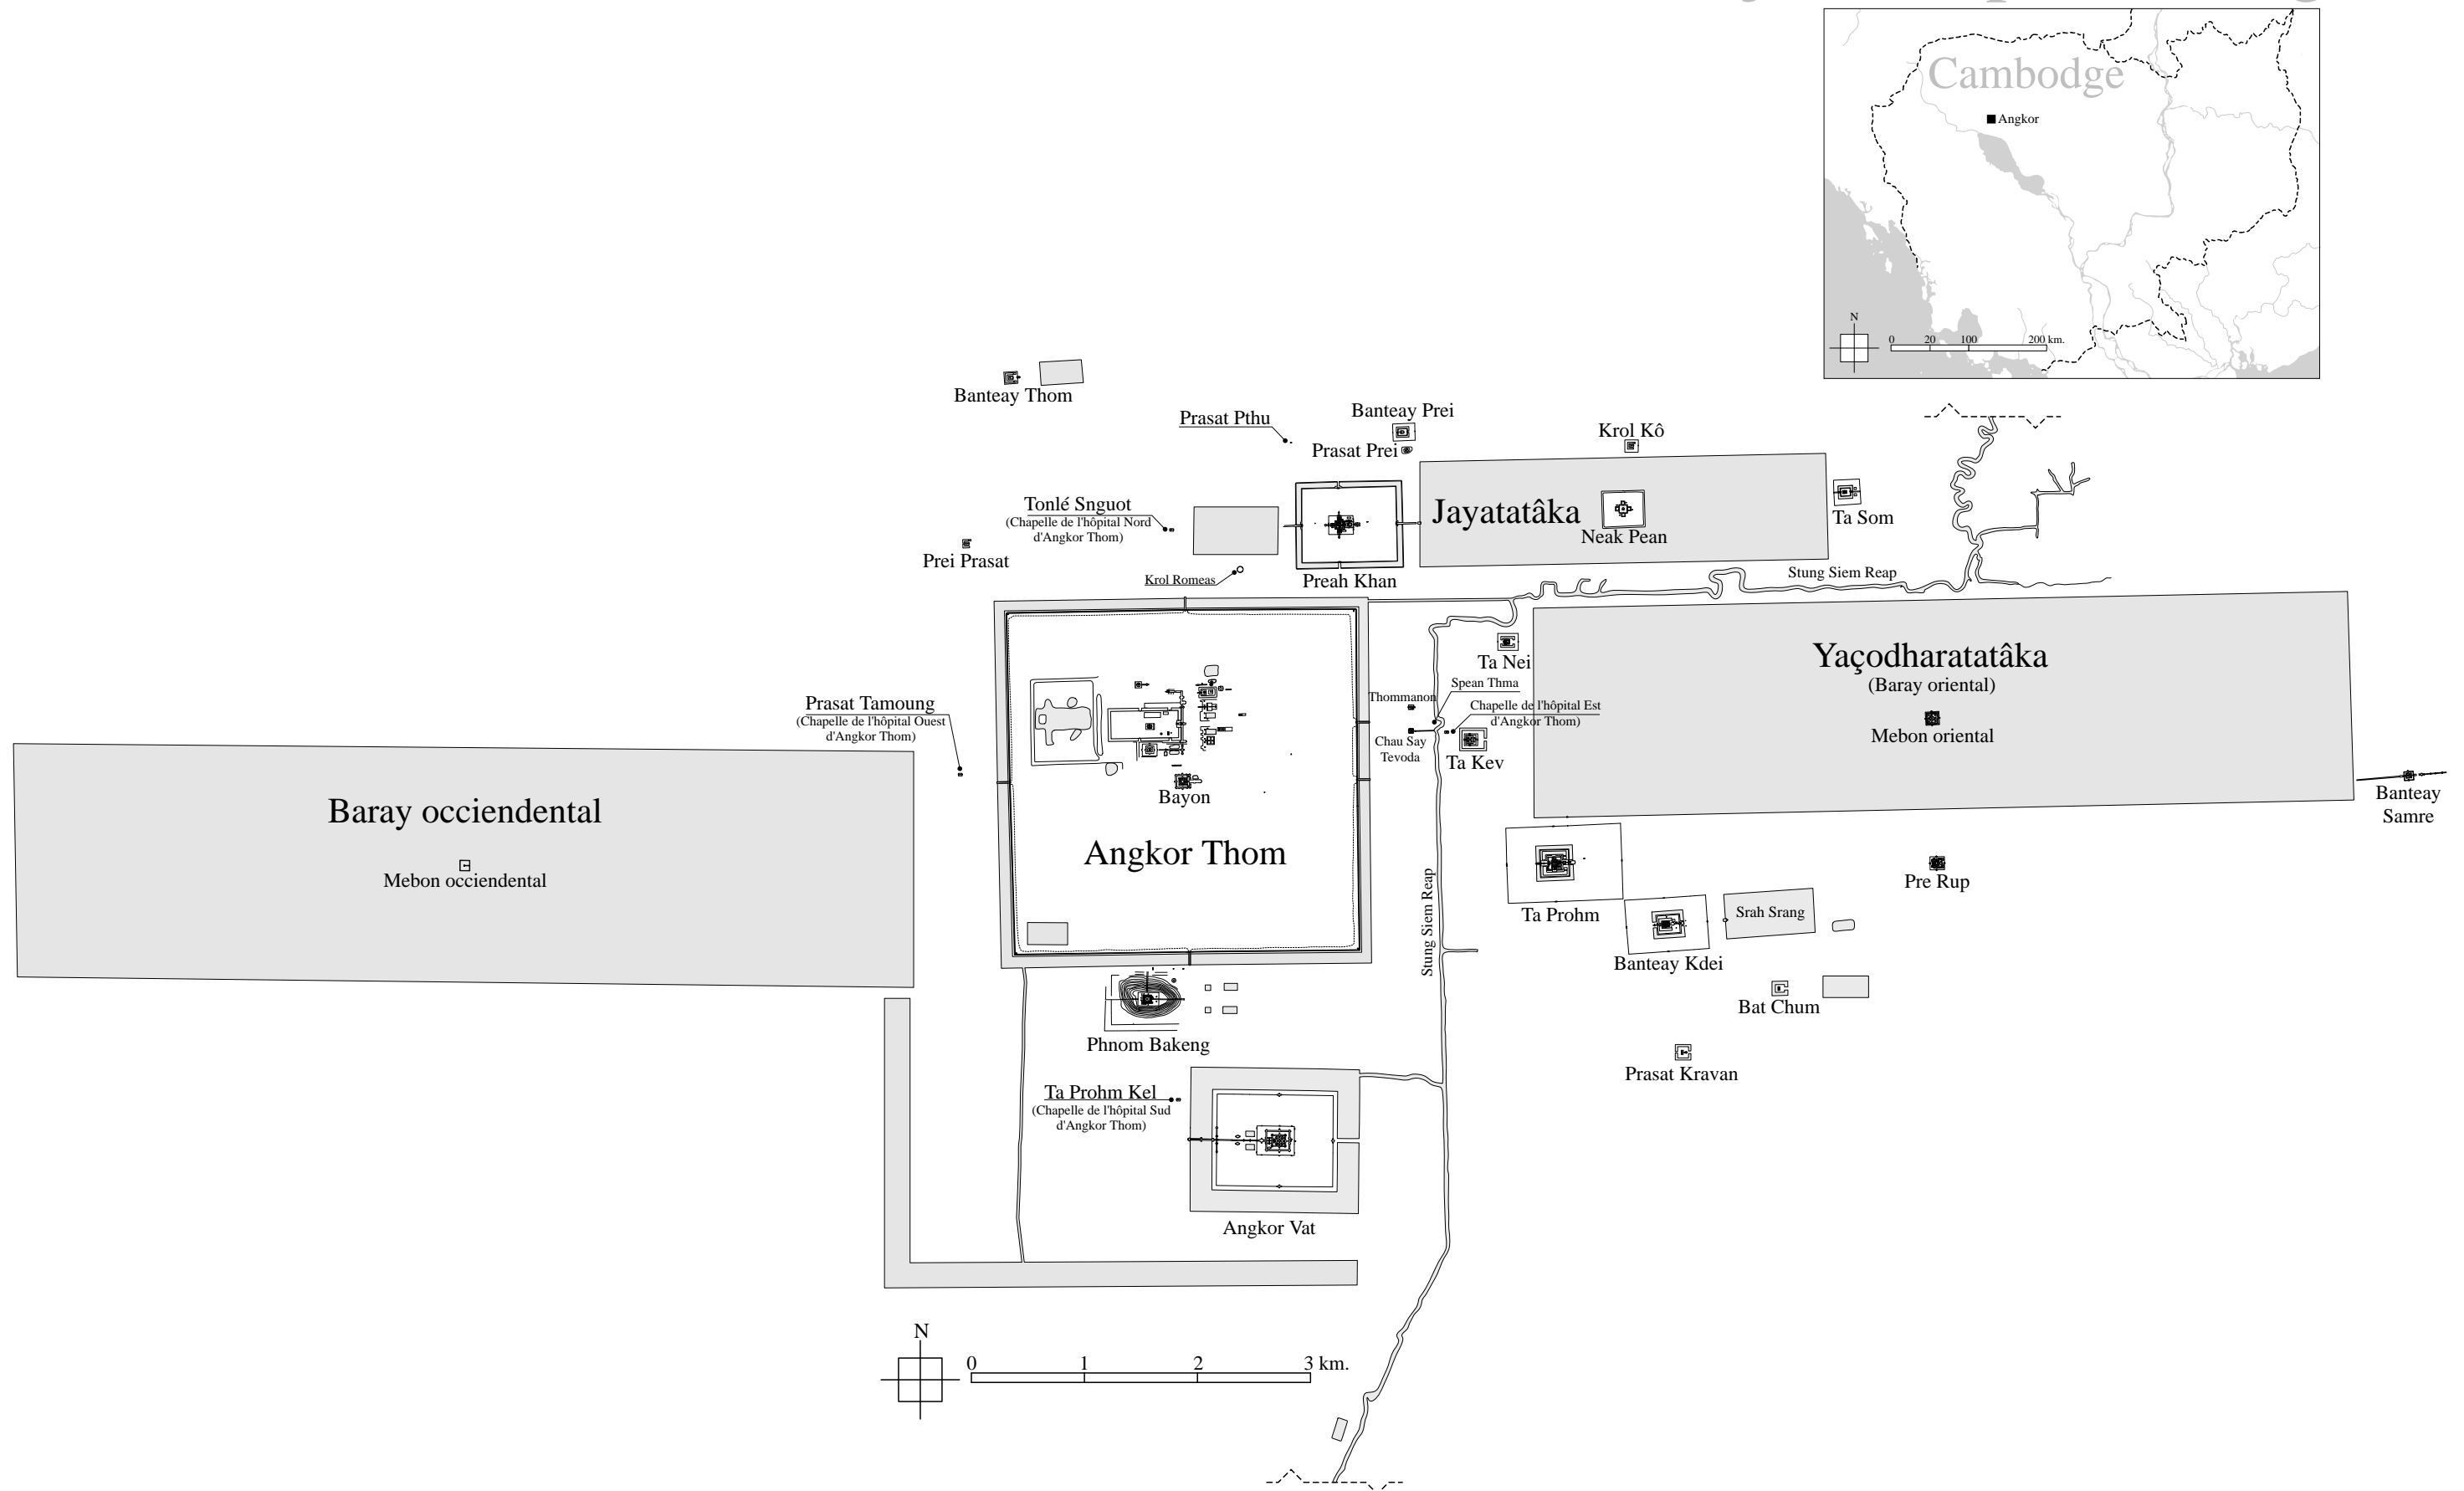 Cambodge
Angkor
N
0 20 100 200 km.
Banteay Thom
Prasat Pthu
Banteay Prei
Prasat Prei
Krol Kô
Tonlé Snguot
(Chapelle de l'hôpital Nord
d'Angkor Thom)
Jayatatâka
Neak Pean
Ta Som
Prei Prasat
Krol Romeas
Preah Khan
Stung Siem Reap
Ta Nei
Yaçodharatatâka
(Baray oriental)
Mebon oriental
Spean Thma
Thommanon
Chapelle de l'hôpital Est
d'Angkor Thom)
Chau Say
Tevoda
Ta Kev
Prasat Tamoung
(Chapelle de l'hôpital Ouest
d'Angkor Thom)
Baray occiendental
Mebon occiendental
Bayon
Angkor Thom
Banteay
Samre
Stung Siem Reap
Ta Prohm
Pre Rup
Srah Srang
Banteay Kdei
Bat Chum
Phnom Bakeng
Prasat Kravan
Ta Prohm Kel
(Chapelle de l'hôpital Sud
d'Angkor Thom)
Angkor Vat
N
0 1 2 3 km.